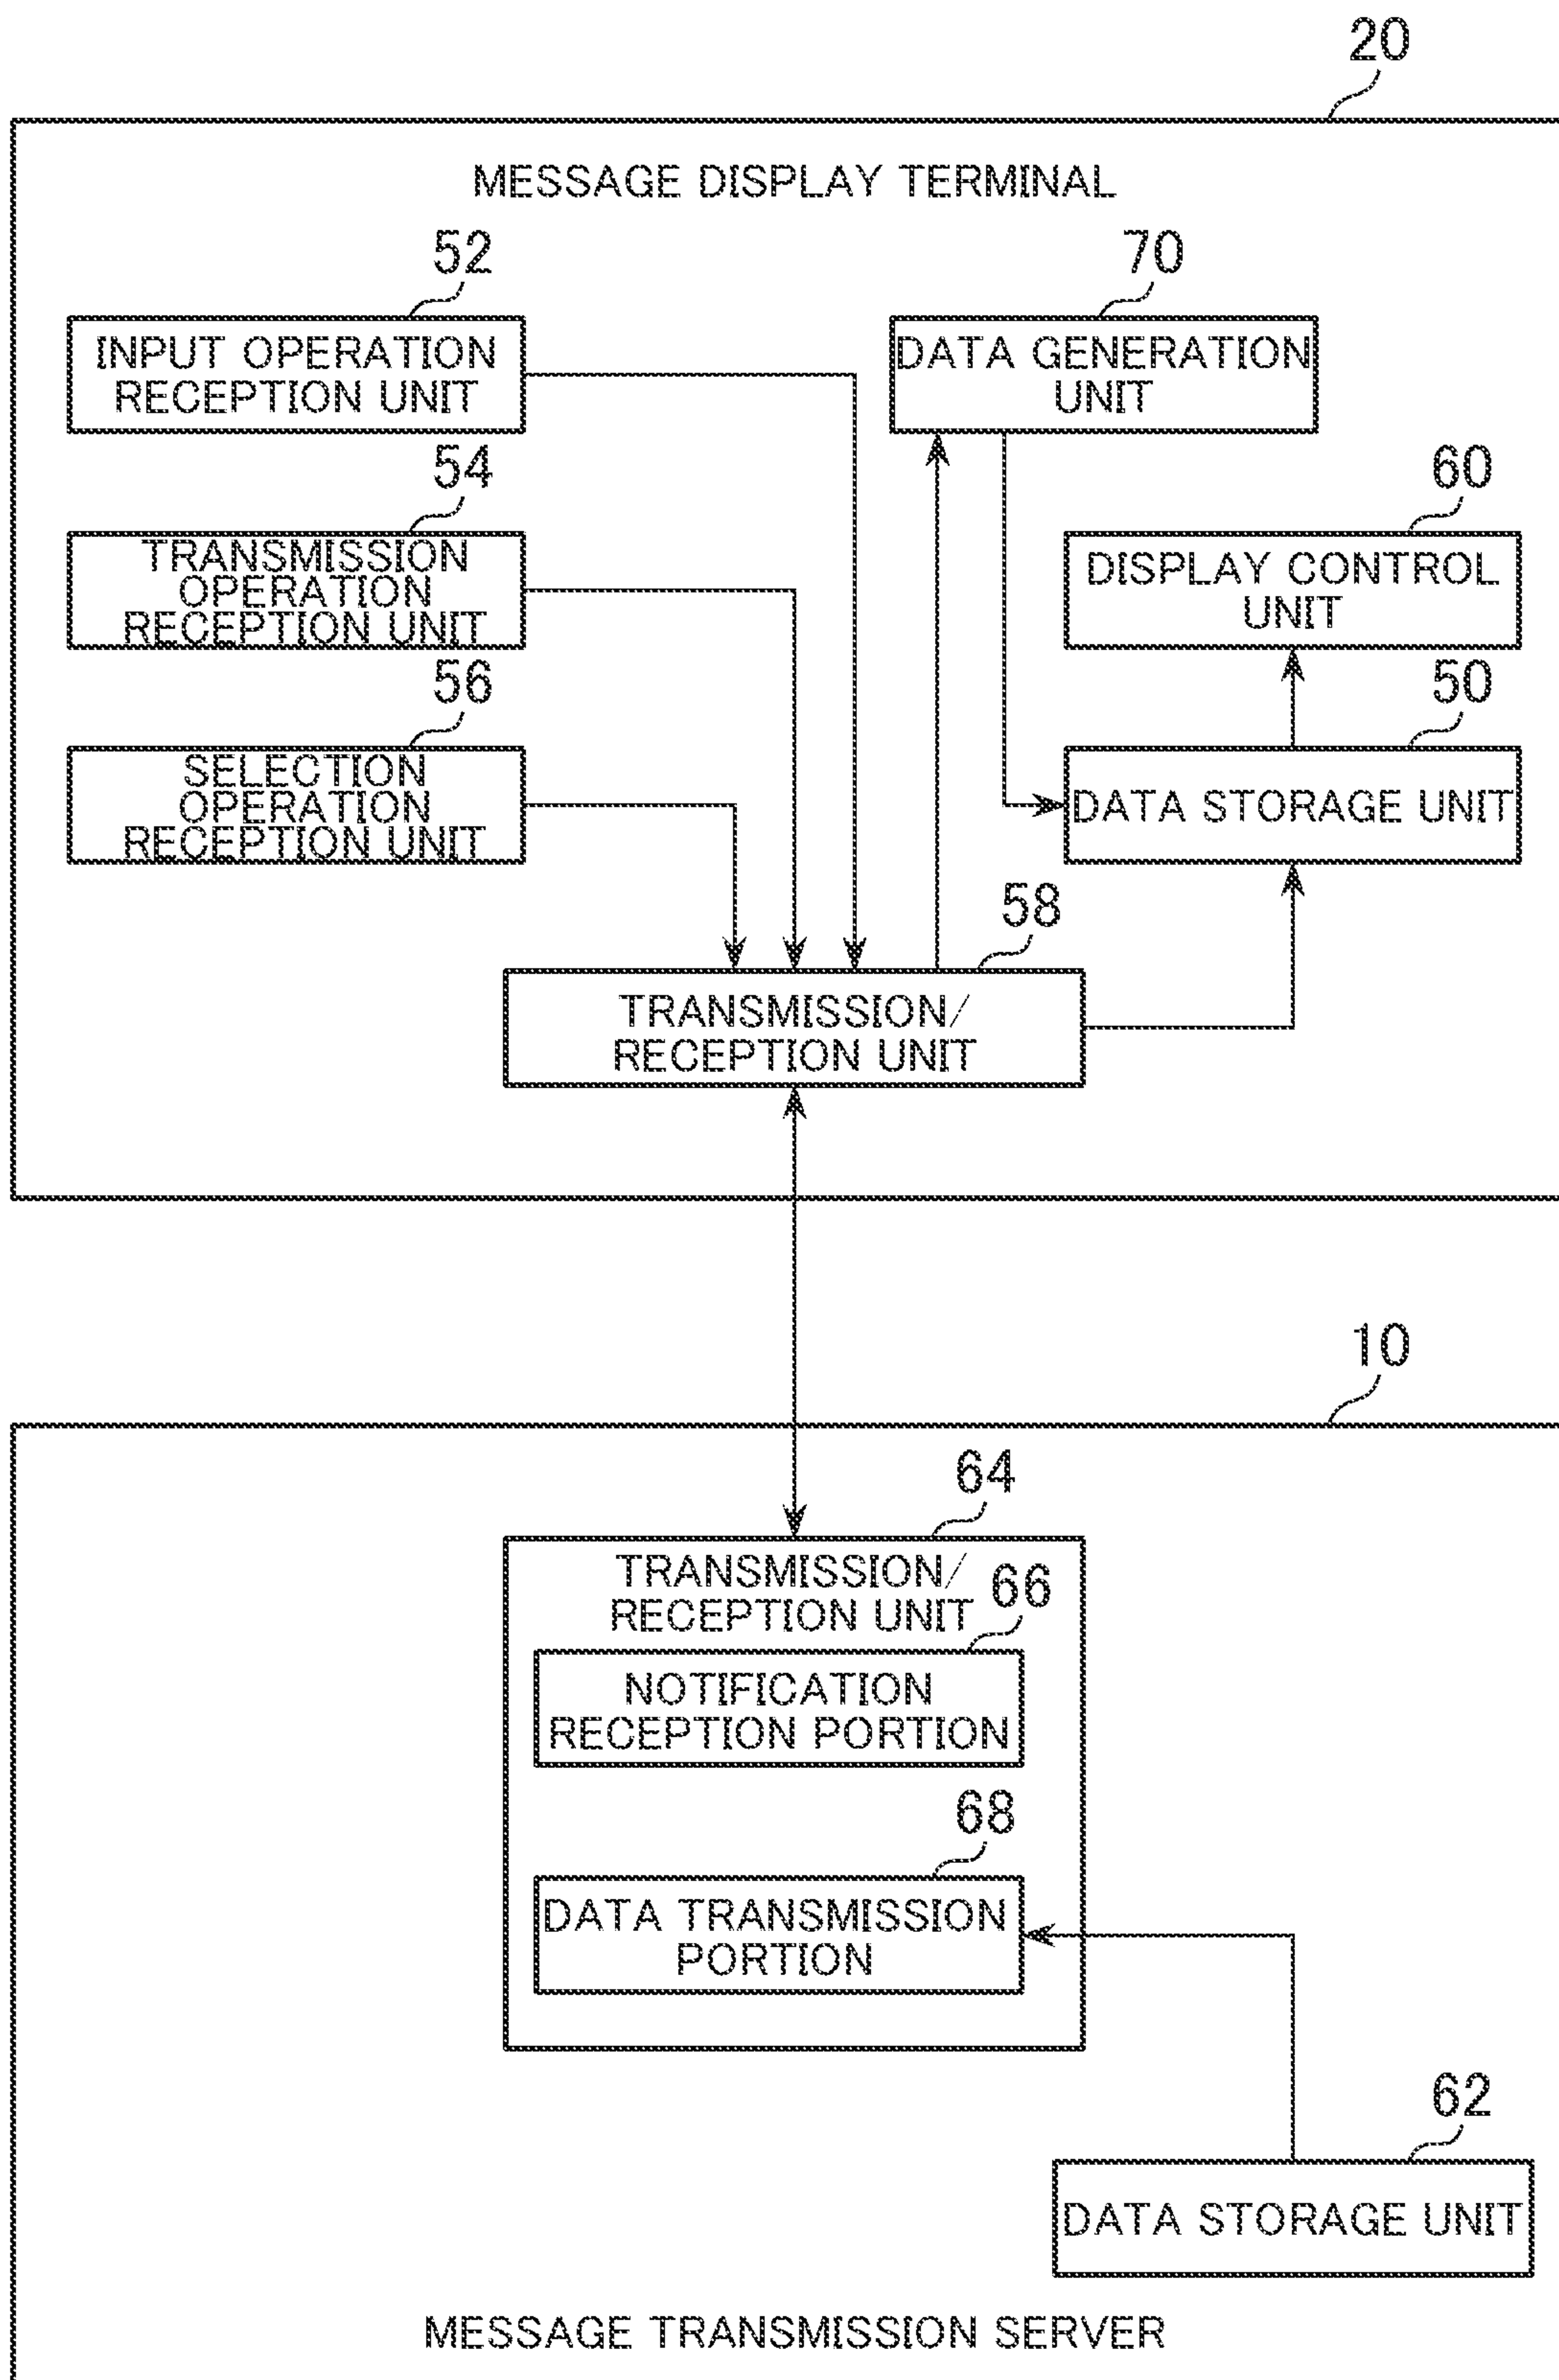 20
MESSAGE DISPLAY TERMINAL
52
INPUT OPERATION
RECEPTION UNIT
70
DATA GENERATION
UNIT
54
TRANSMISSION
OPERATION
RECEPTION UNIT
60
DISPLAY CONTROL
UNIT
56
SELECTION
OPERATION
RECEPTION UNIT
50
DATA STORAGE UNIT
58
TRANSMISSION/
RECEPTION UNIT
10
64
TRANSMISSION/
RECEPTION UNIT
66
NOTIFICATION
RECEPTION PORTION
68
DATA TRANSMISSION
PORTION
62
DATA STORAGE UNIT
MESSAGE TRANSMISSION SERVER